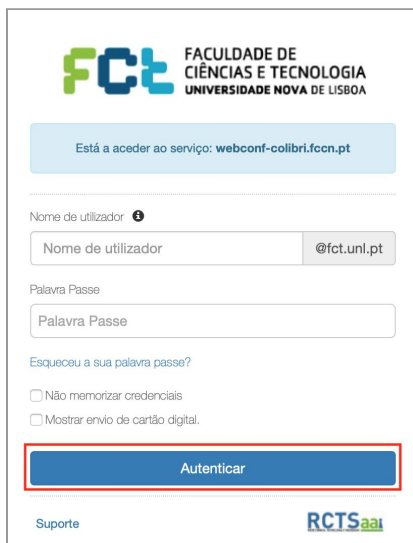 FCT
FACULDADE DE
CIÊNCIAS E TECNOLOGIA
UNIVERSIDADE NOVA DE LISBOA
Está a aceder ao serviço: webconf-colibri.fccn.pt
Nome de utilizador
Nome de utilizador @fct.unl.pt
Palavra Passe
Palavra Passe
Esqueceu a sua palavra passe?
Não memorizar credenciais
Mostrar envio de cartão digital.
Autenticar
Suporte
RCTSaai